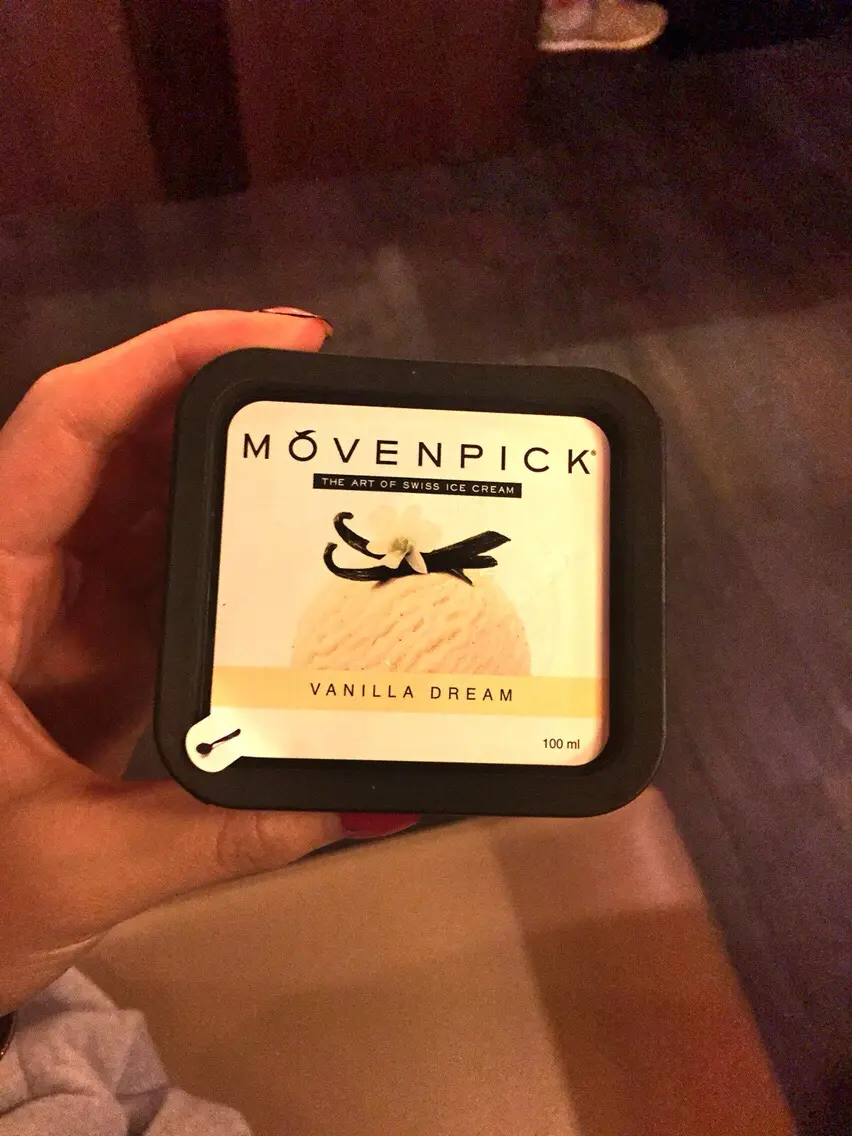 MÖVENPICK®
THE ART OF SWISS ICE CREAM
VANILLA DREAM
100 ml